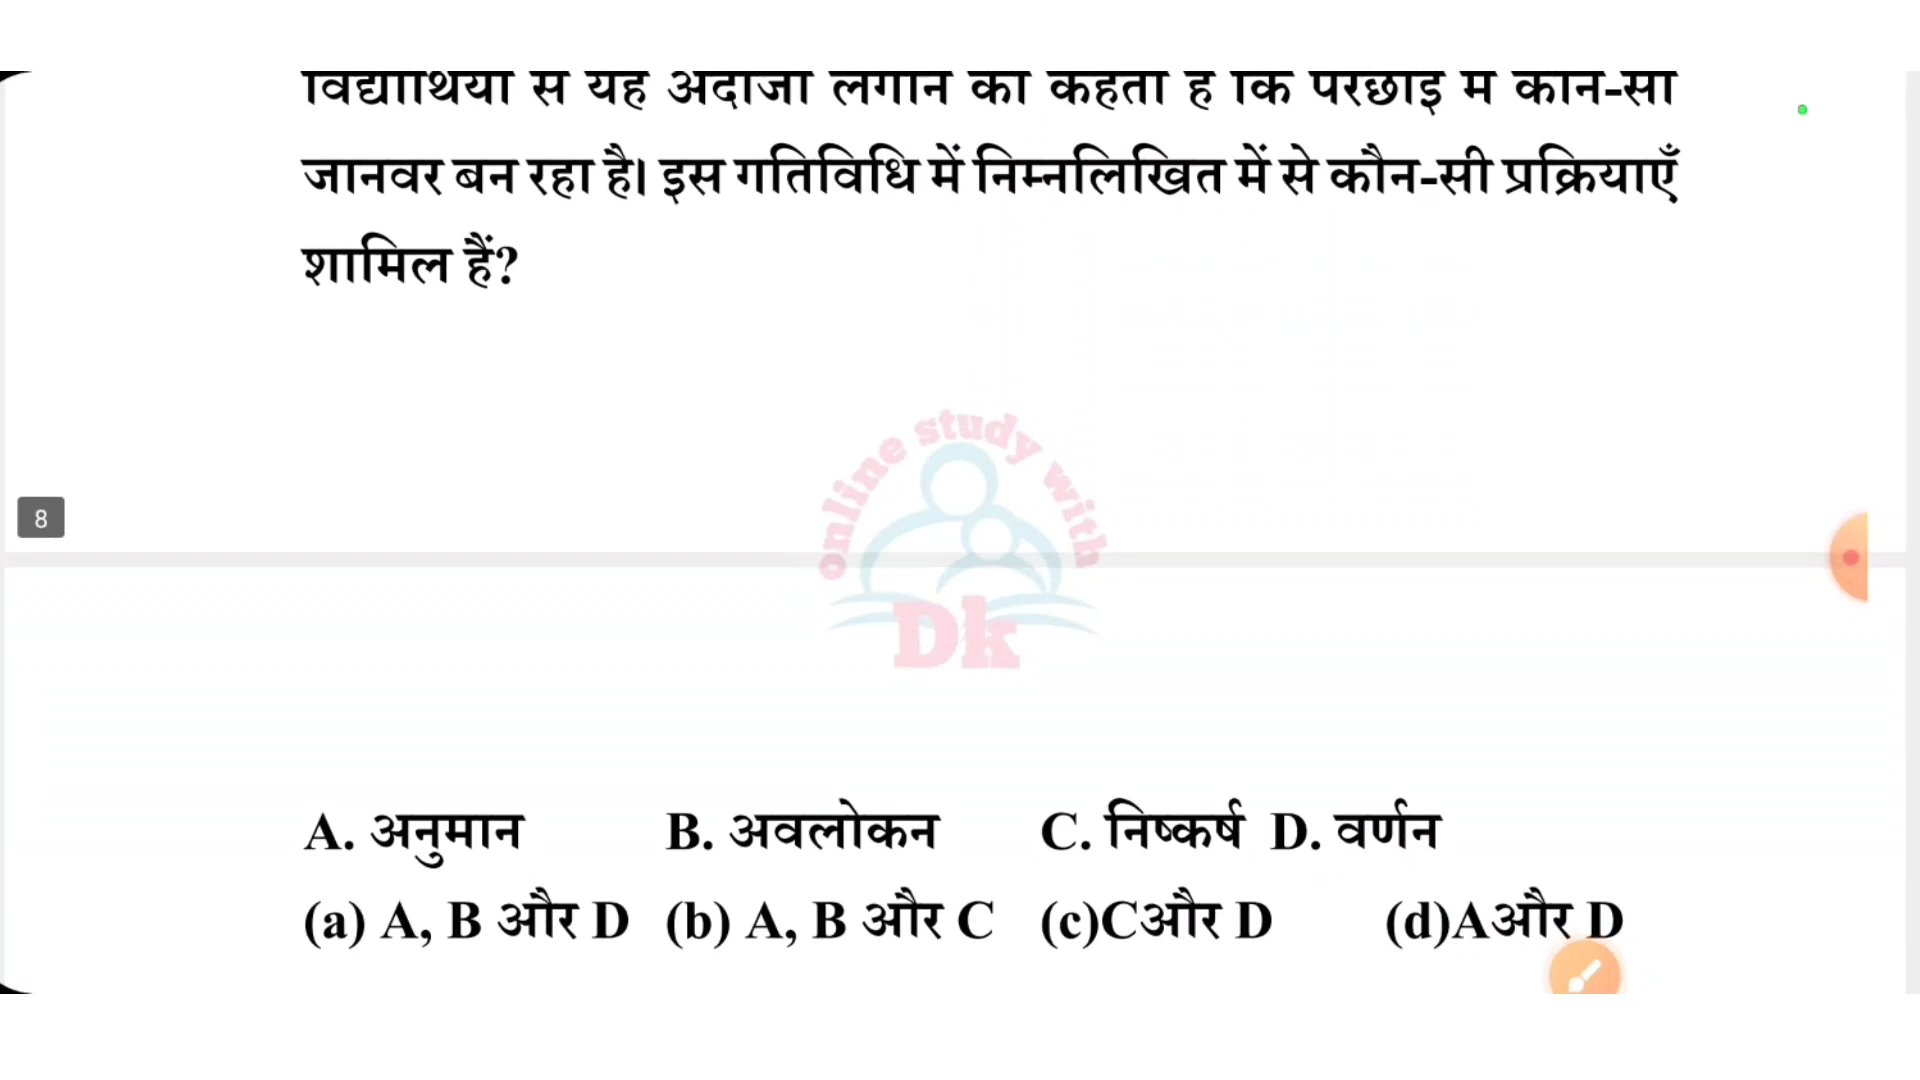 विद्यार्थियों से यह अंदाजा लगाने को कहता है कि परछाई में कौन-सा
जानवर बन रहा है। इस गतिविधि में निम्नलिखित में से कौन-सी प्रक्रियाएँ
शामिल हैं?
online study with
8
Dk
A. अनुमान B. अवलोकन C. निष्कर्ष D. वर्णन
(a) A, B और D (b) A, B और C (c)Cऔर D (d)Aऔर D